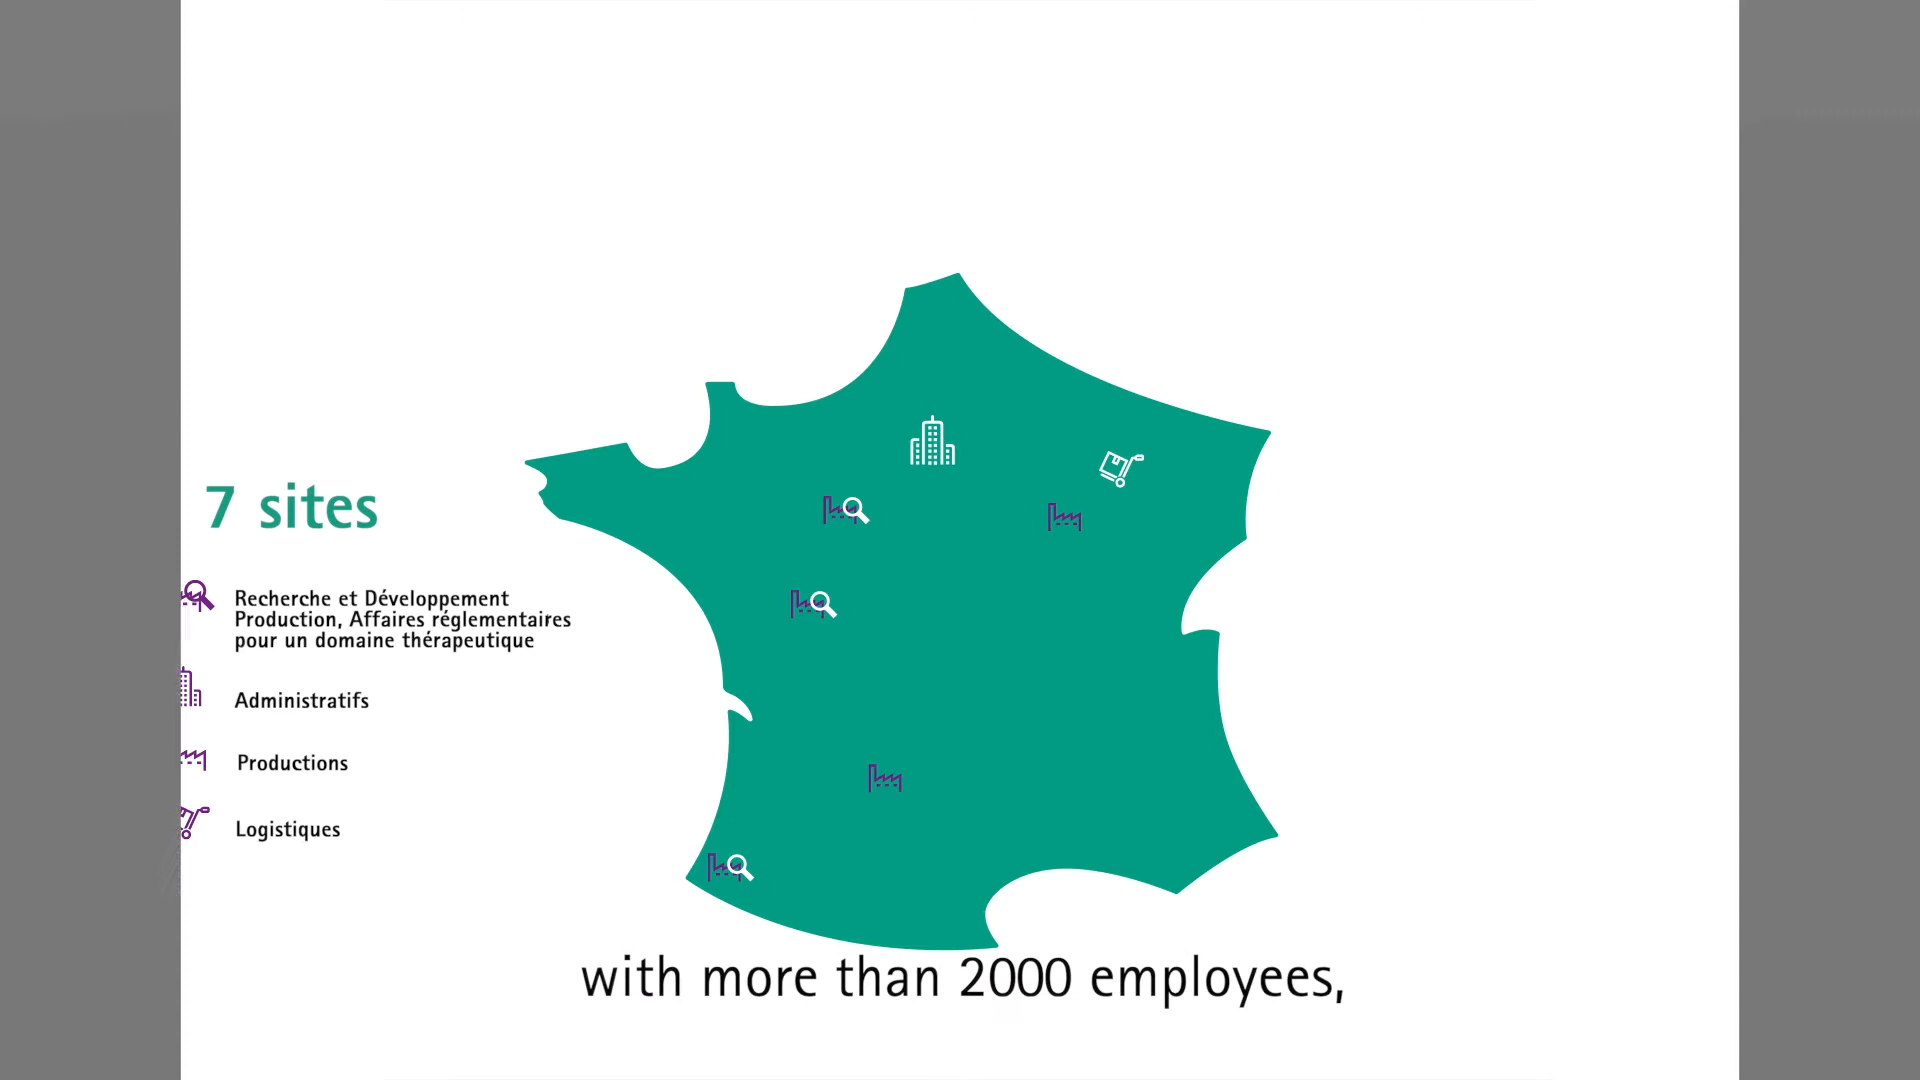 7 sites
Recherche et Développement
Production, Affaires réglementaires
pour un domaine thérapeutique
Administratifs
Productions
Logistiques
with more than 2000 employees,